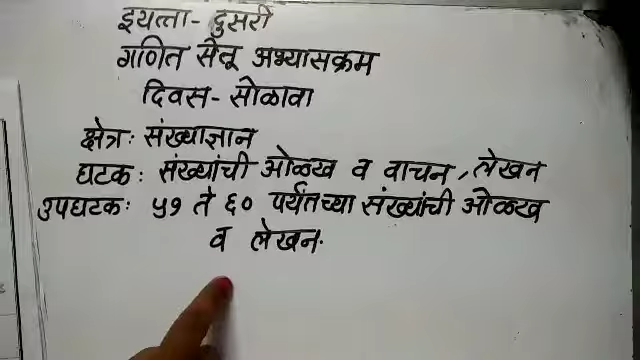 इयत्ता- दुसरी
गणित सेतू अभ्यासक्रम
दिवस- सोळावा
क्षेत्र: संख्याज्ञान
घटक: संख्यांची ओळख व वाचन, लेखन
उपघटक: ५१ ते ६० पर्यंतच्या संख्यांची ओळख
व लेखन.